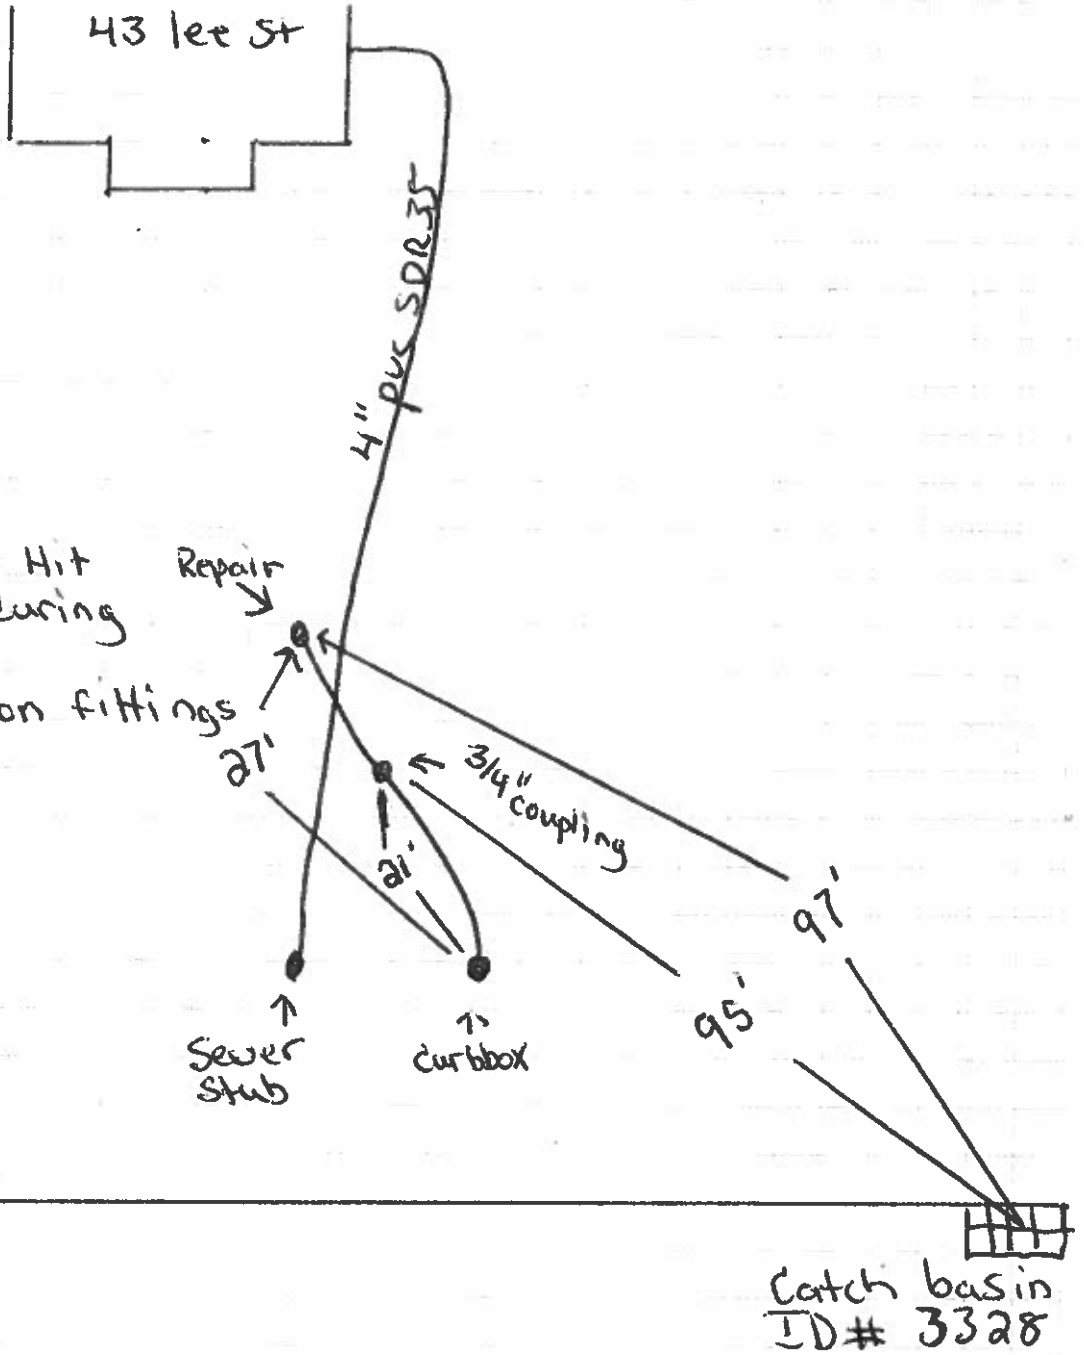 43 lee St
4" pvc SDR35
Hit
Repair
on fittings
27'
3/4"
coupling
21'
97'
95'
Sewer
Stub
Curbbox
Catch basin
ID# 3328